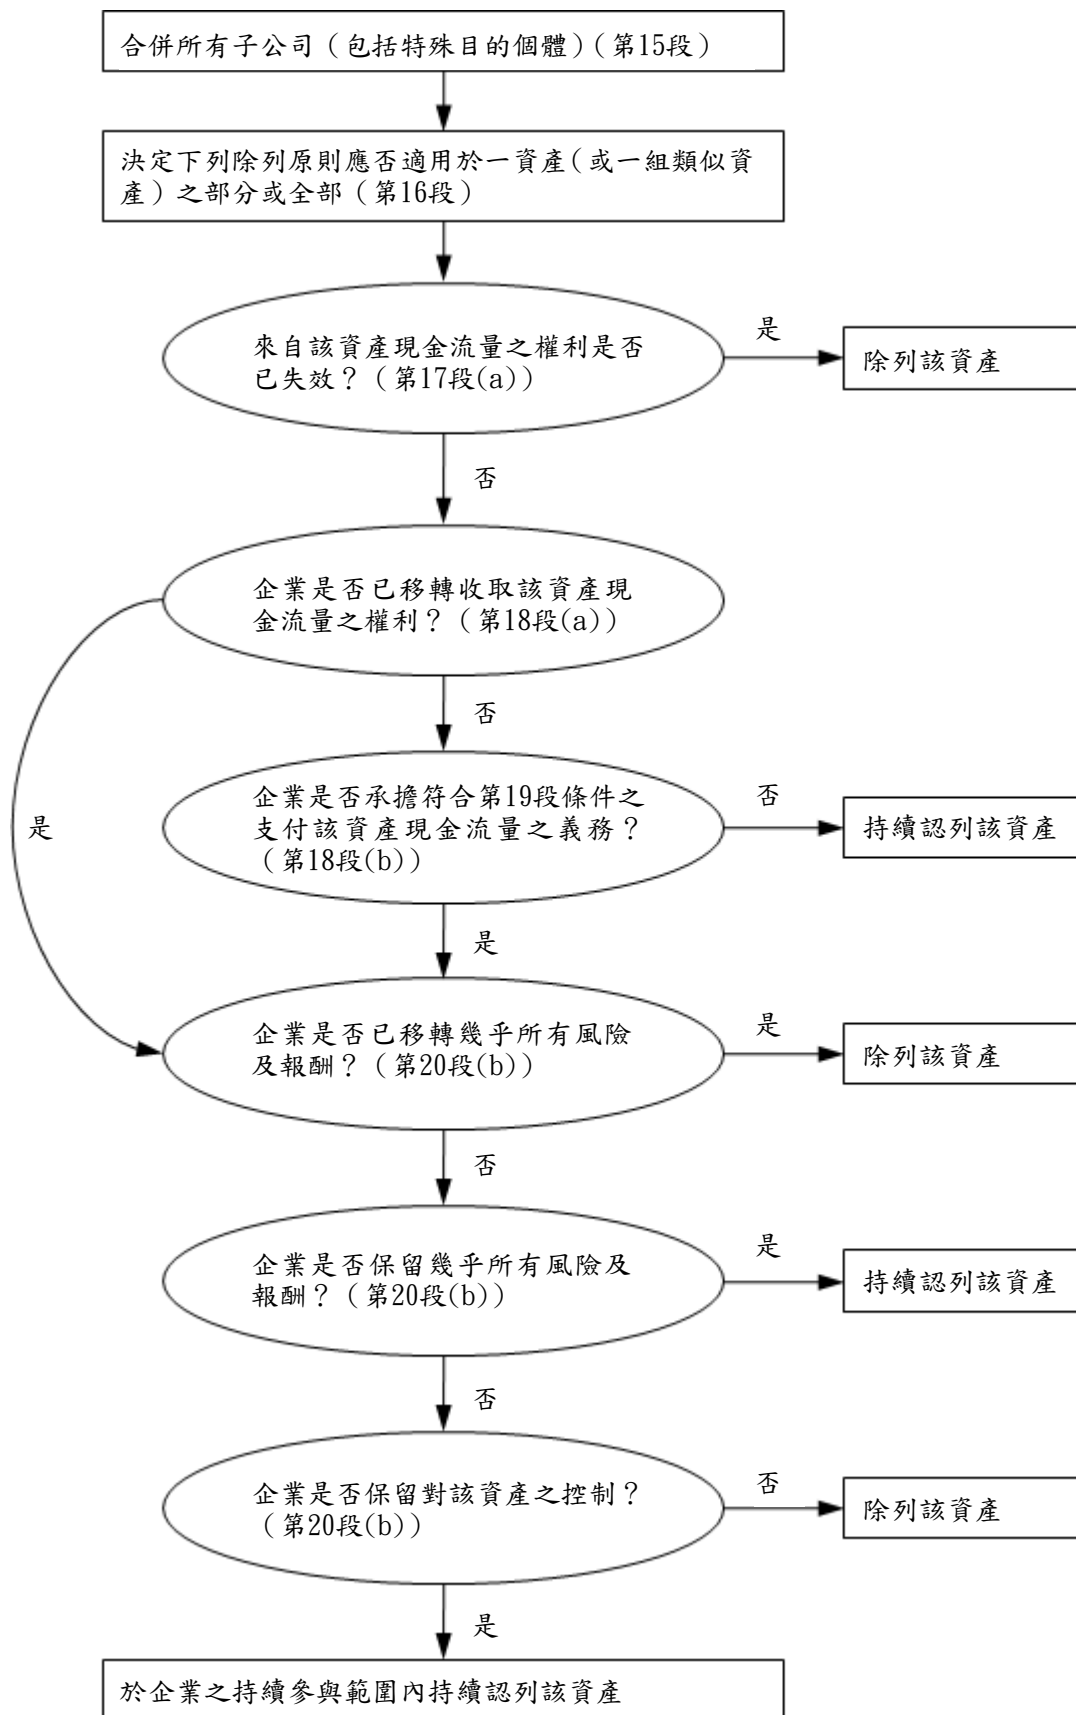 合併所有子公司（包括特殊目的個體）（第15段）
決定下列除列原則應否適用於一資產（或一組類似資
產）之部分或全部（第16段）
來自該資產現金流量之權利是否
已失效？（第17段(a)）
是
除列該資產
否
企業是否已移轉收取該資產現
金流量之權利？（第18段(a)）
否
是
企業是否承擔符合第19段條件之
支付該資產現金流量之義務？
（第18段(b)）
否
持續認列該資產
是
企業是否已移轉幾乎所有風險
及報酬？（第20段(b)）
是
除列該資產
否
企業是否保留幾乎所有風險及
報酬？（第20段(b)）
是
持續認列該資產
否
企業是否保留對該資產之控制？
（第20段(b)）
否
除列該資產
是
於企業之持續參與範圍內持續認列該資產